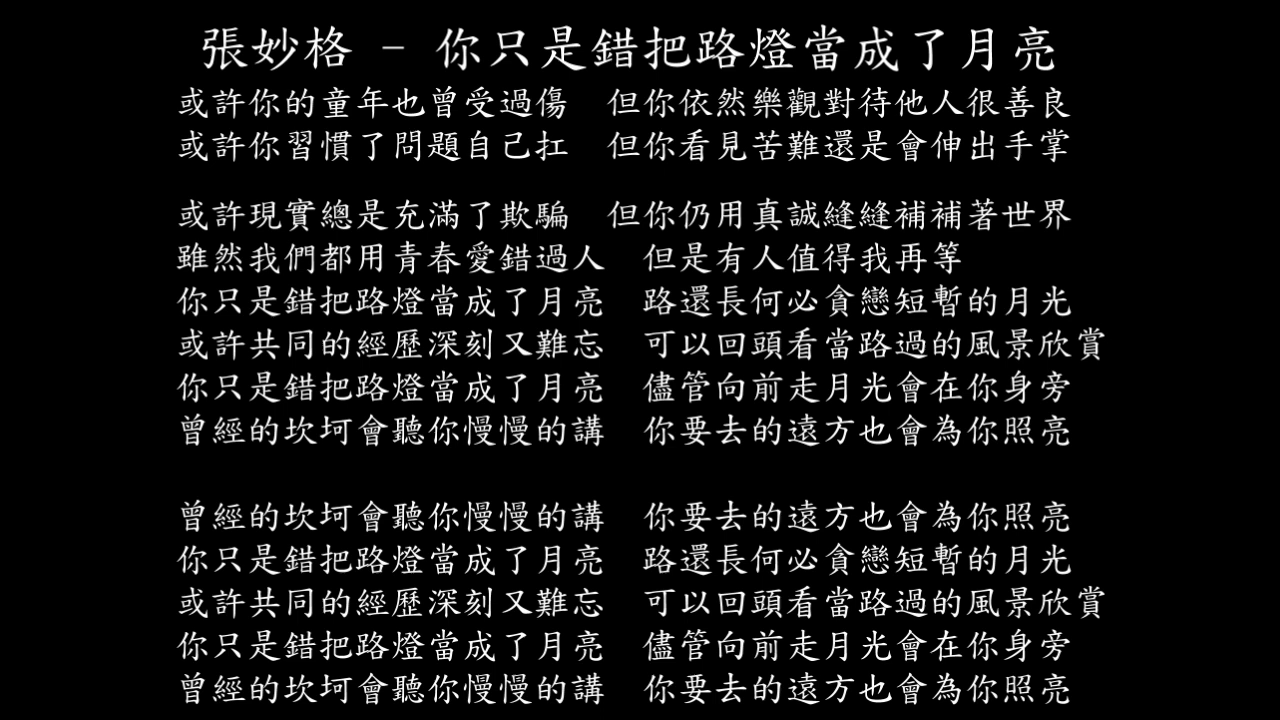 張妙格 - 你只是錯把路燈當成了月亮
或許你的童年也曾受過傷　但你依然樂觀對待他人很善良
或許你習慣了問題自己扛　但你看見苦難還是會伸出手掌
或許現實總是充滿了欺騙　但你仍用真誠縫縫補補著世界
雖然我們都用青春愛錯過人　但是有人值得我再等
你只是錯把路燈當成了月亮　路還長何必貪戀短暫的月光
或許共同的經歷深刻又難忘　可以回頭看當路過的風景欣賞
你只是錯把路燈當成了月亮　儘管向前走月光會在你身旁
曾經的坎坷會聽你慢慢的講　你要去的遠方也會為你照亮
曾經的坎坷會聽你慢慢的講　你要去的遠方也會為你照亮
你只是錯把路燈當成了月亮　路還長何必貪戀短暫的月光
或許共同的經歷深刻又難忘　可以回頭看當路過的風景欣賞
你只是錯把路燈當成了月亮　儘管向前走月光會在你身旁
曾經的坎坷會聽你慢慢的講　你要去的遠方也會為你照亮